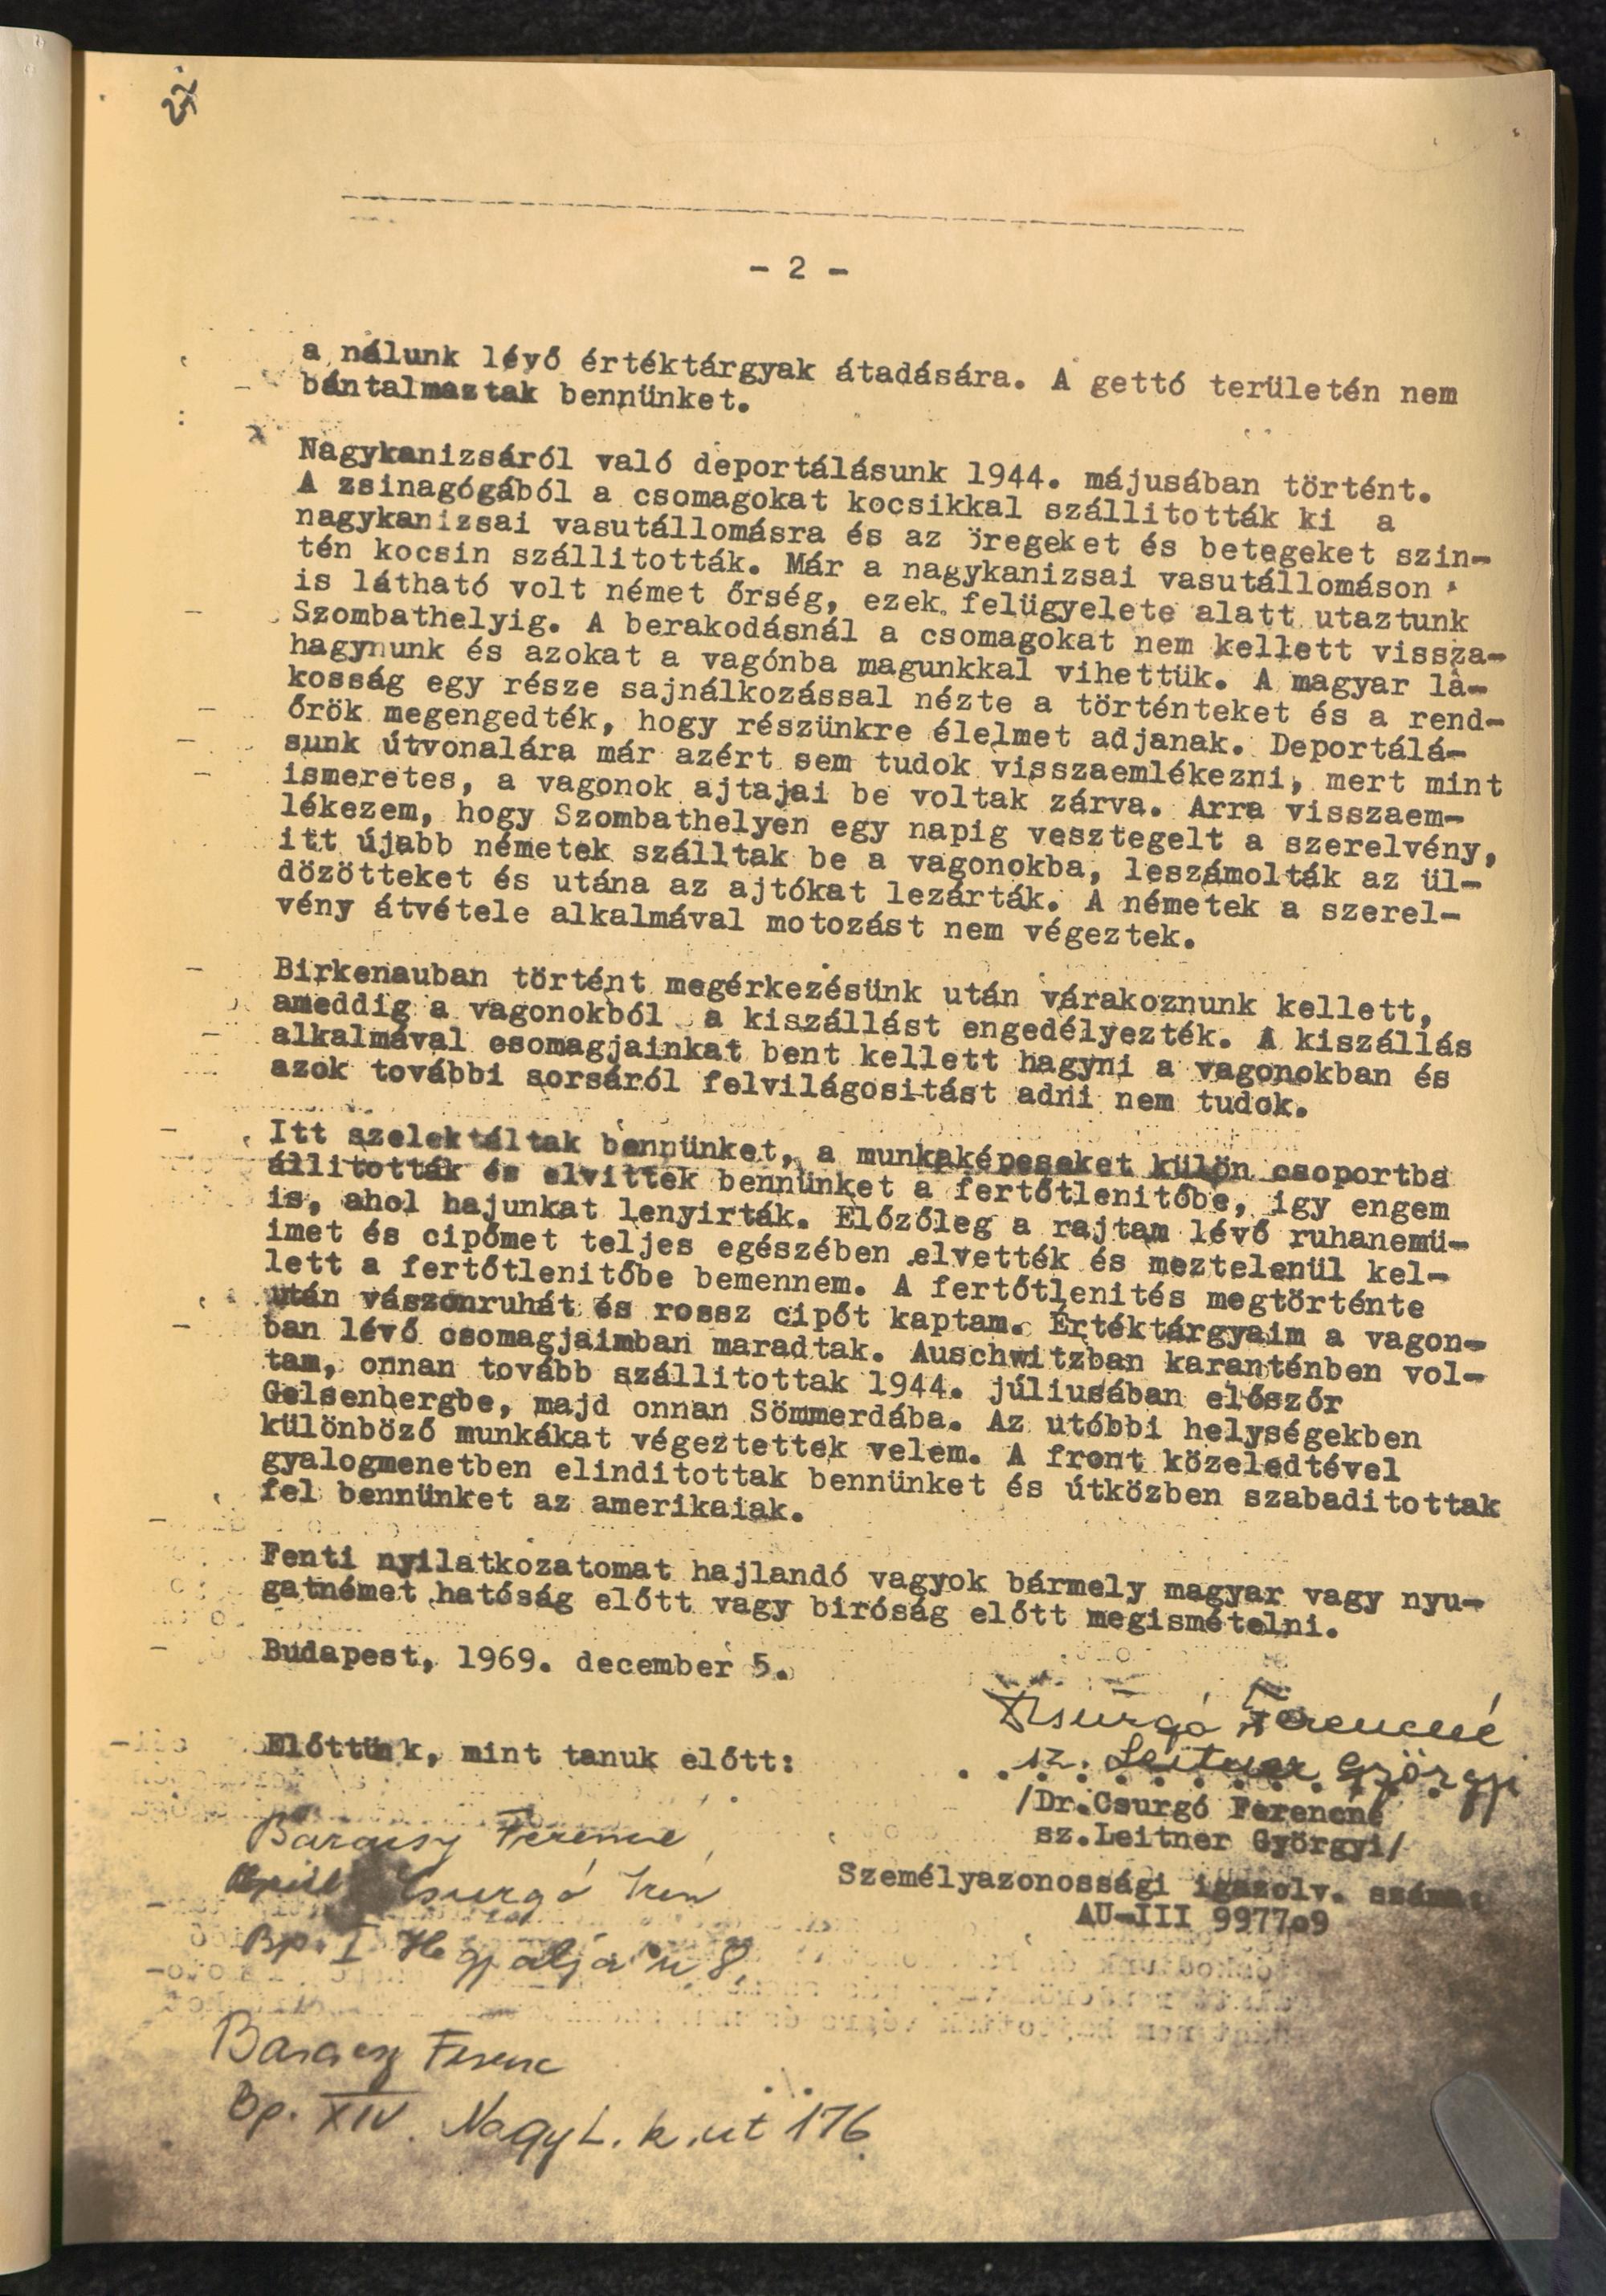 27
- 2 -
a nálunk lévő értéktárgyak átadására. A gettó területén nem
bántalmaztak bennünket.
x
Nagykanizsáról való deportálásunk 1944. májusában történt.
A zsinagógából a csomagokat kocsikkal szállitották ki a
nagykanizsai vasutállomásra és az öregeket és betegeket szin-
tén kocsin szállitották. Már a nagykanizsai vasutállomáson
is látható volt német őrség, ezek felügyelete alatt utaztunk
Szombathelyig. A berakodásnál a csomagokat nem kellett vissza-
hagynunk és azokat a vagónba magunkkal vihettük. A magyar la-
kosság egy része sajnálkozással nézte a történteket és a rend-
őrök megengedték, hogy részünkre élelmet adjanak. Deportálá-
sunk útvonalára már azért sem tudok visszaemlékezni, mert mint
ismeretes, a vagonok ajtajai be voltak zárva. Arra visszaem-
lékezem, hogy Szombathelyen egy napig vesztegelt a szerelvény,
itt újabb németek szálltak be a vagonokba, leszámolták az ül-
dözötteket és utána az ajtókat lezárták. A németek a szerel-
vény átvétele alkalmával motozást nem végeztek.
Birkenauban történt megérkezésünk után várakoznunk kellett,
ameddig a vagonokból a kiszállást engedélyezték. A kiszállás
alkalmával csomagjainkat bent kellett hagyni a vagonokban és
azok további sorsáról felvilágositást adni nem tudok.
Itt szelektáltak bennünket, a munkaképeseket külön csoportba
állitották és elvittek bennünket a fertőtlenitőbe, igy engem
is, ahol hajunkat lenyirták. Előzőleg a rajtam lévő ruhanemü-
imet és cipőmet teljes egészében elvették és meztelenül kel-
lett a fertőtlenitőbe bemennem. A fertőtlenités megtörténte
után vászonruhát és rossz cipőt kaptam. Értéktárgyaim a vagon-
ban lévő csomagjaimban maradtak. Auschwitzban karanténben vol-
tam, onnan tovább szállitottak 1944. júliusában először
Gelsenbergbe, majd onnan Sömmerdába. Az utóbbi helységekben
különböző munkákat végeztettek velem. A front közeledtével
gyalogmenetben elinditottak bennünket és útközben szabaditottak
fel bennünket az amerikaiak.
Fenti nyilatkozatomat hajlandó vagyok bármely magyar vagy nyu-
gatnémet hatóság előtt vagy biróság előtt megismételni.
Budapest, 1969. december 5.
Csurgó Ferencné
Előttünk, mint tanuk előtt:
sz. Leitner Györgyi
/Dr.Csurgó Ferencné
sz.Leitner Györgyi/
Személyazonossági igazolv. száma:
AU-III 997709
Baracsy Ferencné
Csurgó Irén
Bp. I Hegyalja u 8.
Baracsy Ferenc
./.
Bp. XIV. Nagy L. k. ut 176